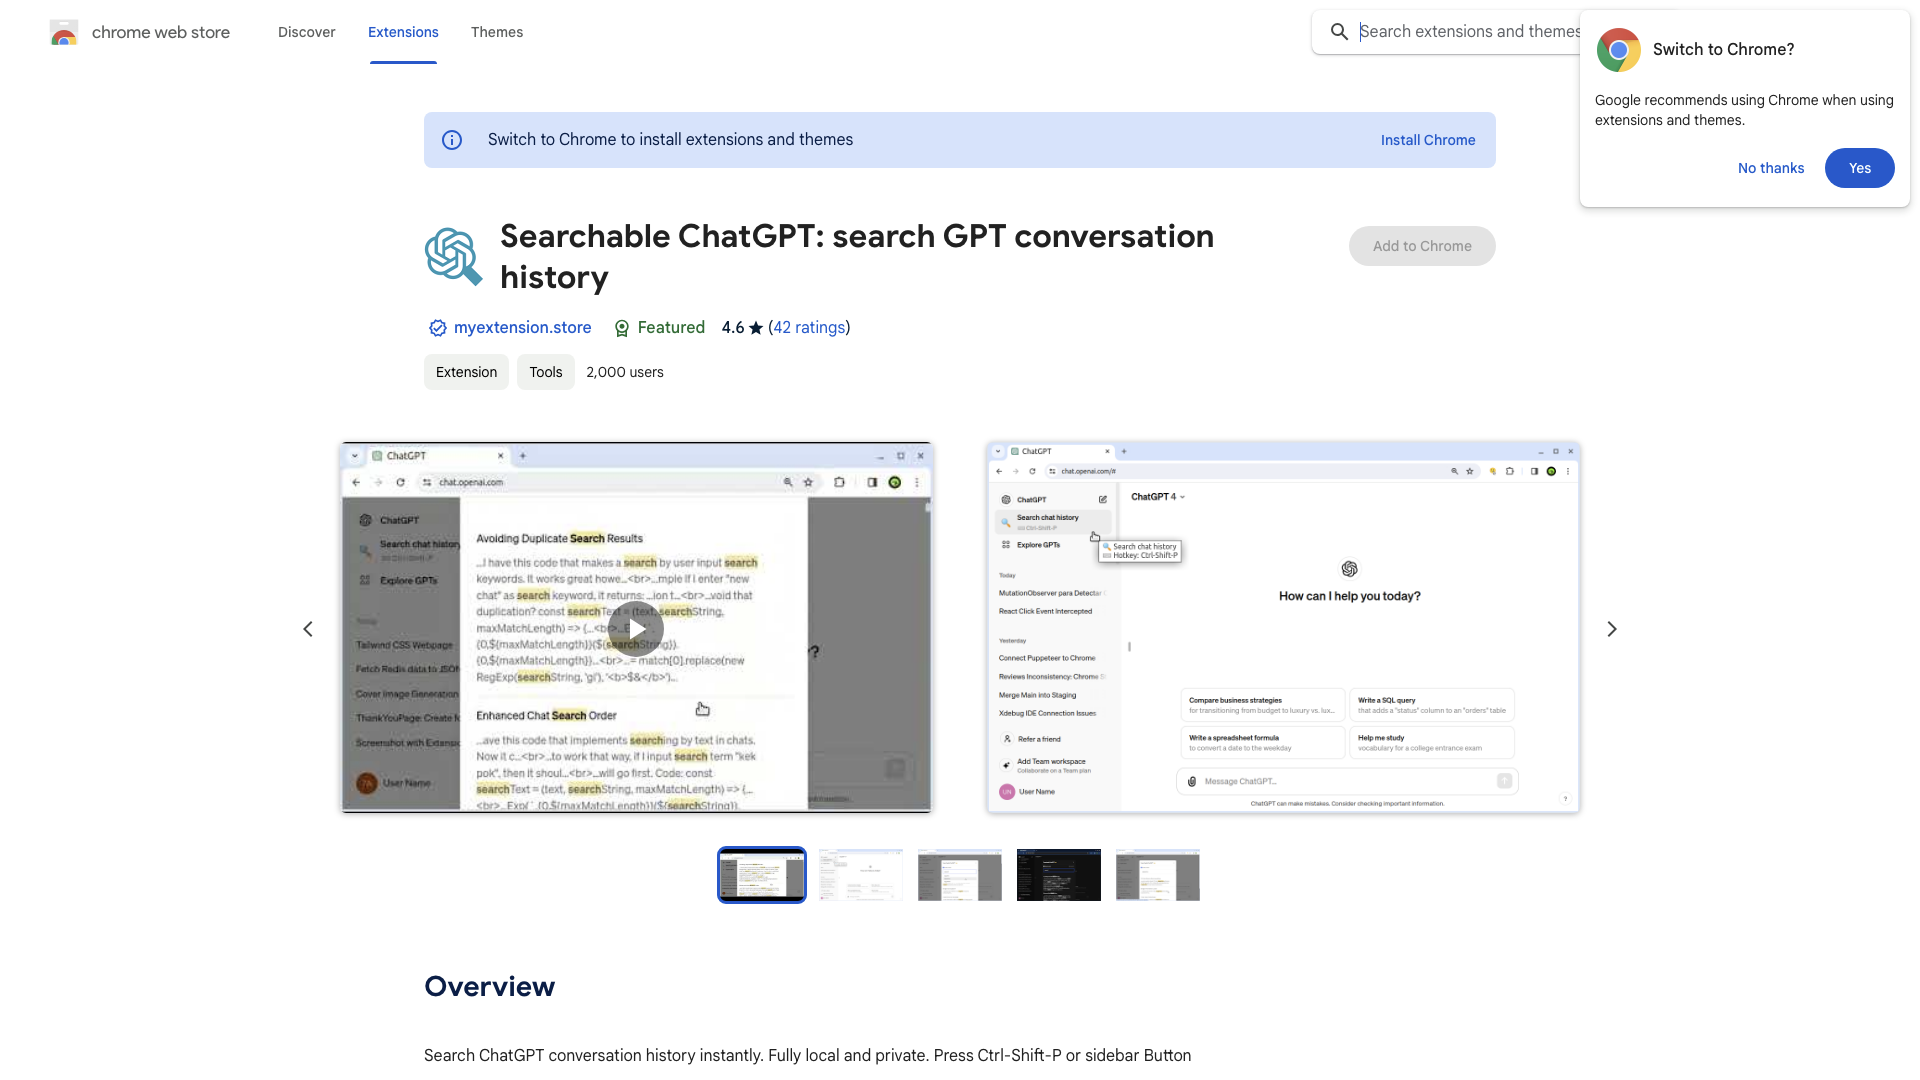 chrome web store
Discover
Extensions
Themes
Search extensions and themes
Switch to Chrome?
Google recommends using Chrome when using
extensions and themes.
No thanks
Yes
Switch to Chrome to install extensions and themes
Install Chrome
Searchable ChatGPT: search GPT conversation
history
Add to Chrome
myextension.store
Featured
4.6 ★ (42 ratings)
Extension
Tools
2,000 users
ChatGPT
chat.openai.com
ChatGPT
Search chat history
Explore GPTs
Today
Tailwind CSS Webpage
Fetch Redis data to JSON
Cover Image Generation
ThankYouPage: Create fo
Screenshot with Extensio
User Name
Avoiding Duplicate Search Results
...I have this code that makes a search by user input search
keywords. It works great howe...<br>...mple if I enter "new
chat" as search keyword, it returns: ...ion t...<br>...void that
duplication? const searchText = (text, searchString,
maxMatchLength) => {...<br>...
{0,${maxMatchLength}}(${searchString}).
{0,${maxMatchLength}}...<br>...= match[0].replace(new
RegExp(searchString, 'gi'), '<b>$&</b>')...
Enhanced Chat Search Order
...ave this code that implements searching by text in chats.
Now it c...<br>...to work that way, if I input search term "kek
pok", then it shoul...<br>...will go first. Code: const
searchText = (text, searchString, maxMatchLength) => {...
<br>...Exp(`.{0,${maxMatchLength}}(${searchString}).
ChatGPT
chat.openai.com/#
ChatGPT
Search chat history
Ctrl-Shift-P
Explore GPTs
Search chat history
Hotkey: Ctrl-Shift-P
Today
MutationObserver para Detectar
React Click Event Intercepted
Yesterday
Connect Puppeteer to Chrome
Reviews Inconsistency: Chrome S
Merge Main into Staging
Xdebug IDE Connection Issues
Refer a friend
Add Team workspace
Collaborate on a Team plan
UN
User Name
ChatGPT 4
How can I help you today?
Compare business strategies
for transitioning from budget to luxury vs. lux...
Write a SQL query
that adds a "status" column to an "orders" table
Write a spreadsheet formula
to convert a date to the weekday
Help me study
vocabulary for a college entrance exam
Message ChatGPT...
ChatGPT can make mistakes. Consider checking important information.
?
Overview
Search ChatGPT conversation history instantly. Fully local and private. Press Ctrl-Shift-P or sidebar Button